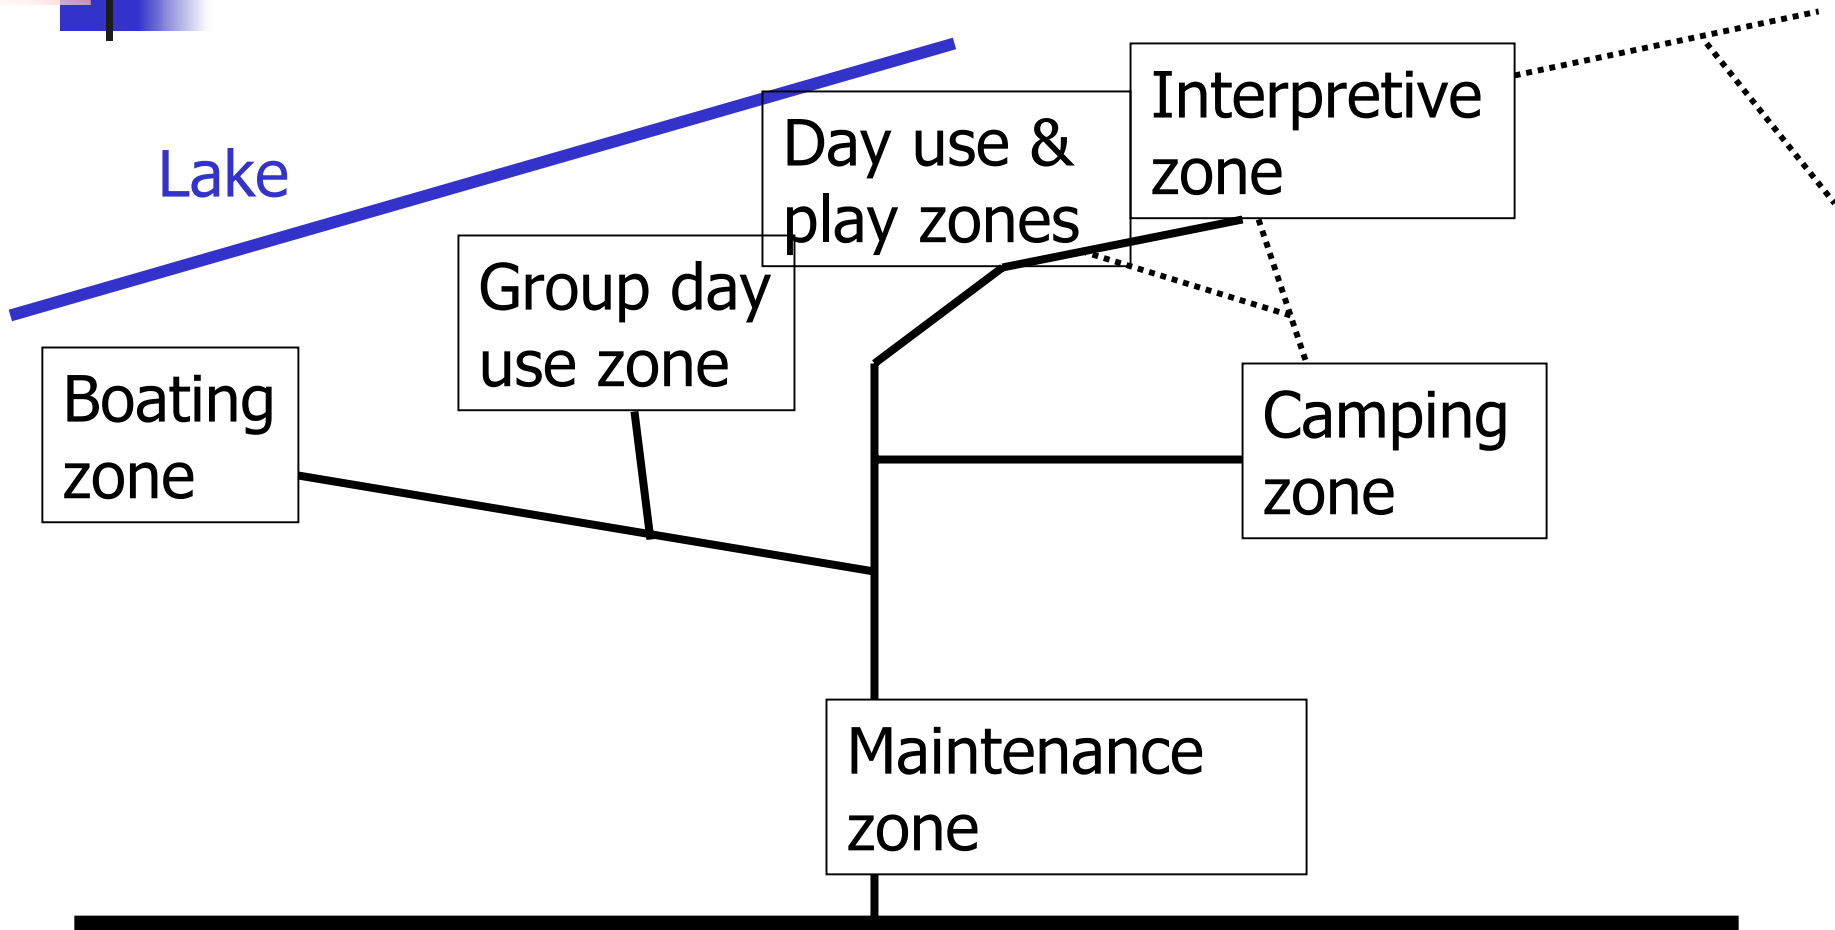 Lake
Interpretive
zone
Day use &
play zones
Group day
use zone
Boating
zone
Camping
zone
Maintenance
zone